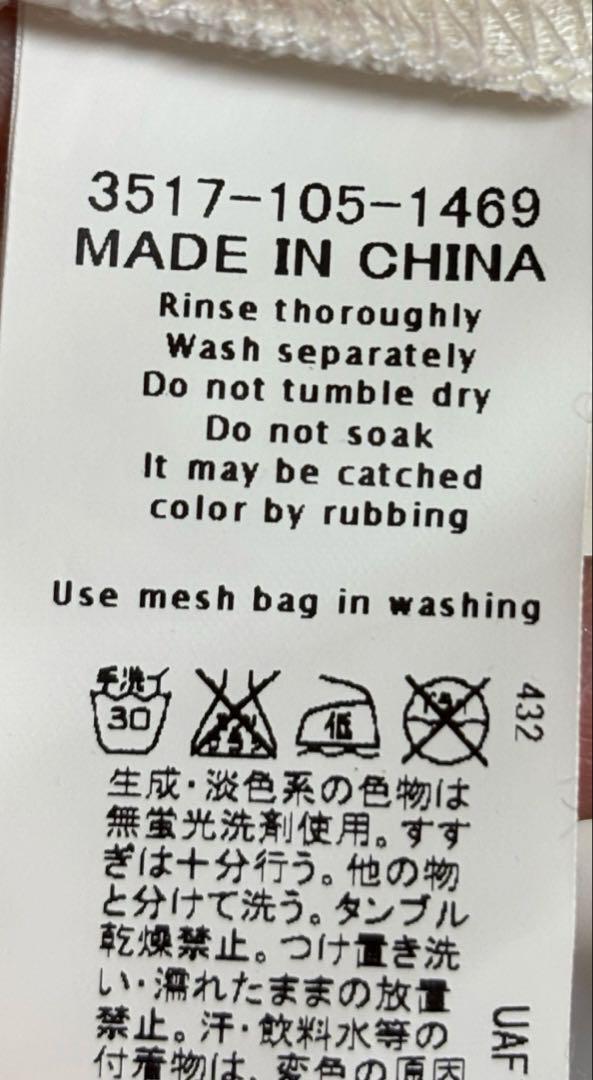 3517-105-1469
MADE IN CHINA
Rinse thoroughly
Wash separately
Do not tumble dry
Do not soak
It may be catched
color by rubbing
Use mesh bag in washing
手洗イ
30
低
432
生成・淡色系の色物は
無蛍光洗剤使用。すす
ぎは十分行う。他の物
と分けて洗う。タンブル
乾燥禁止。つけ置き洗
い・濡れたままの放置
禁止。汗・飲料水等の
付着物は、変色の原因
UAF